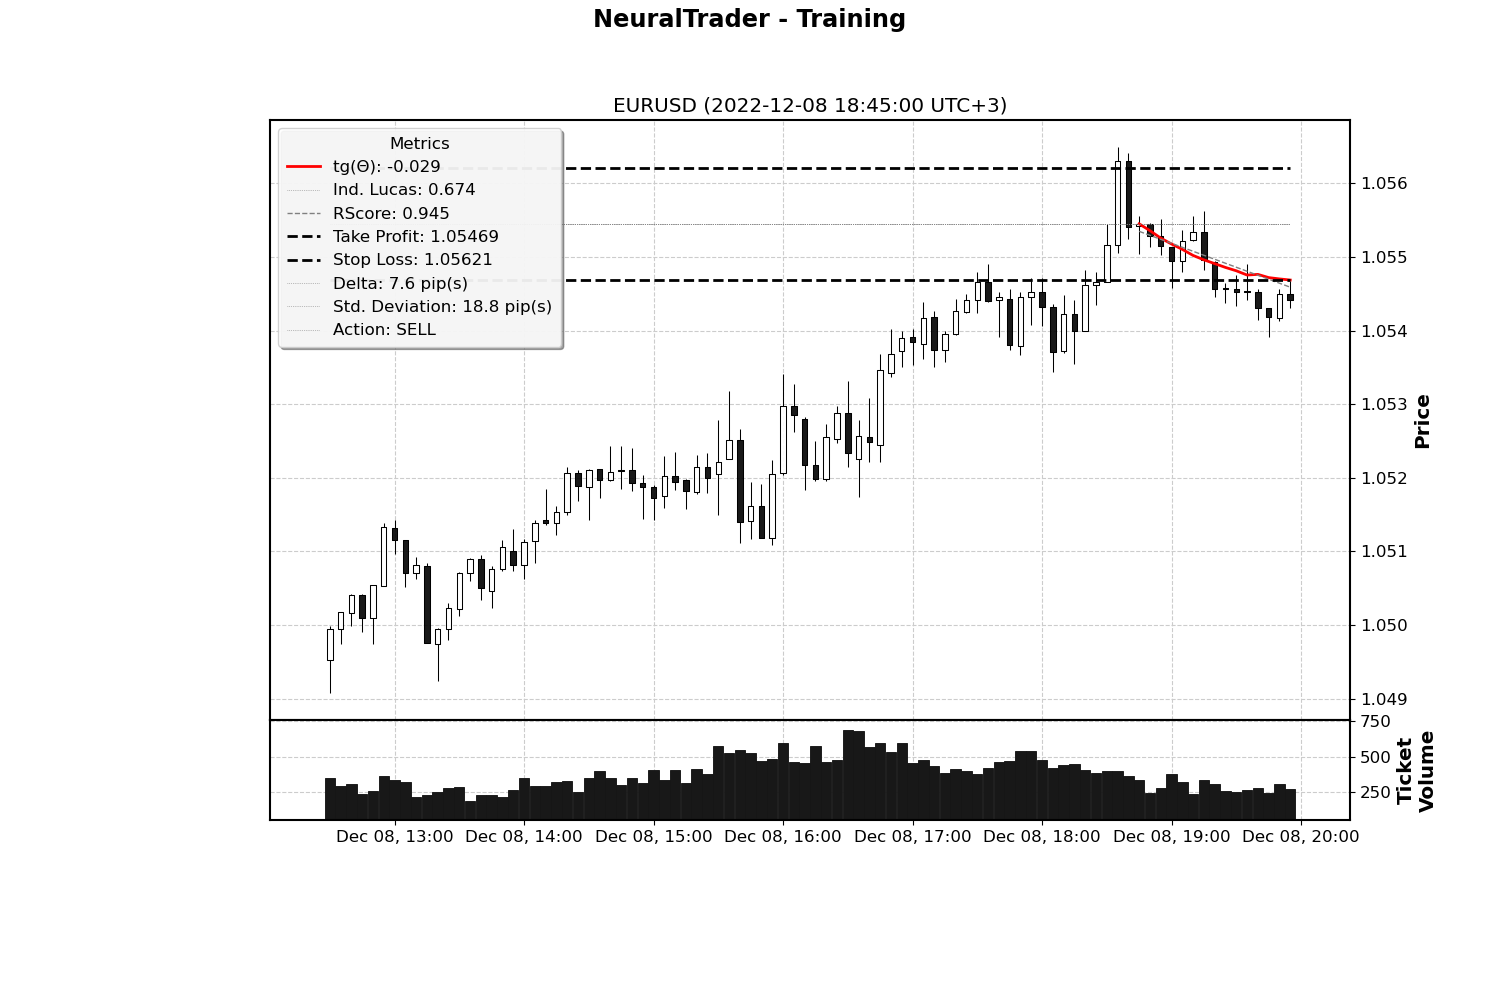 NeuralTrader - Training
EURUSD (2022-12-08 18:45:00 UTC+3)
Metrics
tg(Θ): -0.029
Ind. Lucas: 0.674
RScore: 0.945
Take Profit: 1.05469
Stop Loss: 1.05621
Delta: 7.6 pip(s)
Std. Deviation: 18.8 pip(s)
Action: SELL
1.056
1.055
1.054
1.053
1.052
1.051
1.050
1.049
Price
750
500
250
Ticket
Volume
Dec 08, 13:00 Dec 08, 14:00 Dec 08, 15:00 Dec 08, 16:00 Dec 08, 17:00 Dec 08, 18:00 Dec 08, 19:00 Dec 08, 20:00